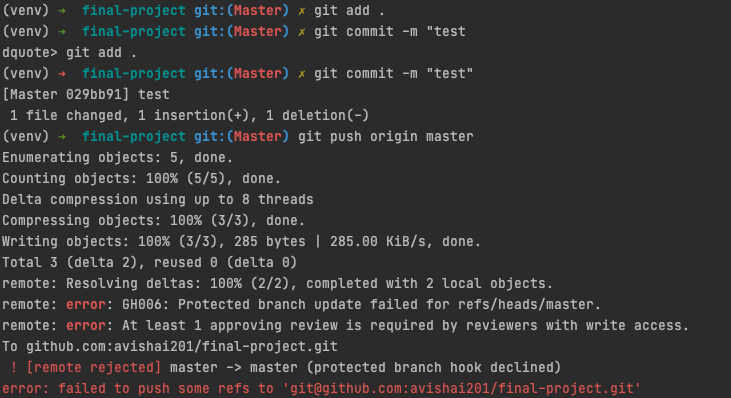 (venv) → final-project git:(Master) ✗ git add .
(venv) → final-project git:(Master) ✗ git commit -m "test
dquote> git add .
(venv) → final-project git:(Master) ✗ git commit -m "test"
[Master 029bb91] test
 1 file changed, 1 insertion(+), 1 deletion(-)
(venv) → final-project git:(Master) git push origin master
Enumerating objects: 5, done.
Counting objects: 100% (5/5), done.
Delta compression using up to 8 threads
Compressing objects: 100% (3/3), done.
Writing objects: 100% (3/3), 285 bytes | 285.00 KiB/s, done.
Total 3 (delta 2), reused 0 (delta 0)
remote: Resolving deltas: 100% (2/2), completed with 2 local objects.
remote: error: GH006: Protected branch update failed for refs/heads/master.
remote: error: At least 1 approving review is required by reviewers with write access.
To github.com:avishai201/final-project.git
 ! [remote rejected] master -> master (protected branch hook declined)
error: failed to push some refs to 'git@github.com:avishai201/final-project.git'